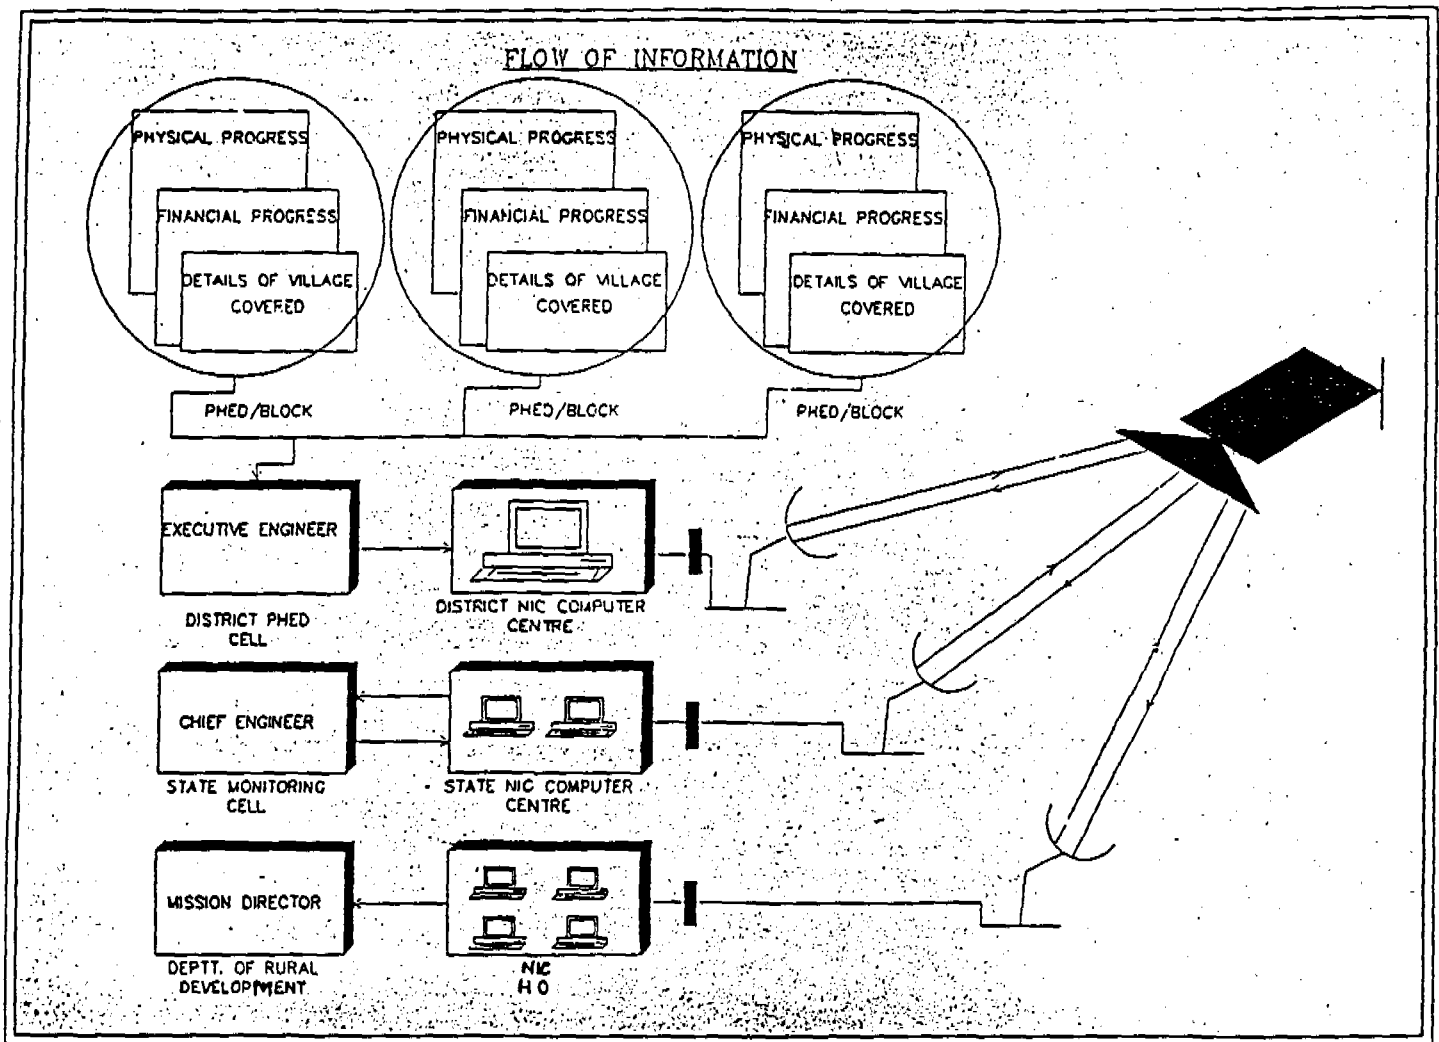 FLOW OF INFORMATION
PHYSICAL PROGRESS
FINANCIAL PROGRESS
DETAILS OF VILLAGE
COVERED
PHYSICAL PROGRESS
FINANCIAL PROGRESS
DETAILS OF VILLAGE
COVERED
PHYSICAL PROGRESS
FINANCIAL PROGRESS
DETAILS OF VILLAGE
COVERED
PHED/BLOCK
PHED/BLOCK
PHED/BLOCK
EXECUTIVE ENGINEER
DISTRICT PHED
CELL
DISTRICT NIC COMPUTER
CENTRE
CHIEF ENGINEER
STATE MONITORING
CELL
STATE NIC COMPUTER
CENTRE
MISSION DIRECTOR
DEPTT. OF RURAL
DEVELOPMENT
NIC
H O